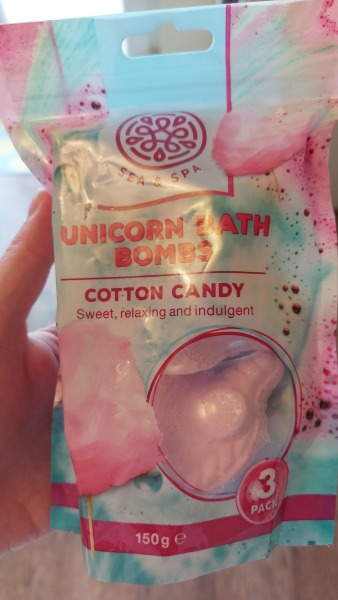 SEA & SPA
UNICORN BATH
BOMBS
COTTON CANDY
Sweet, relaxing and indulgent
3
PACK
150g ℮